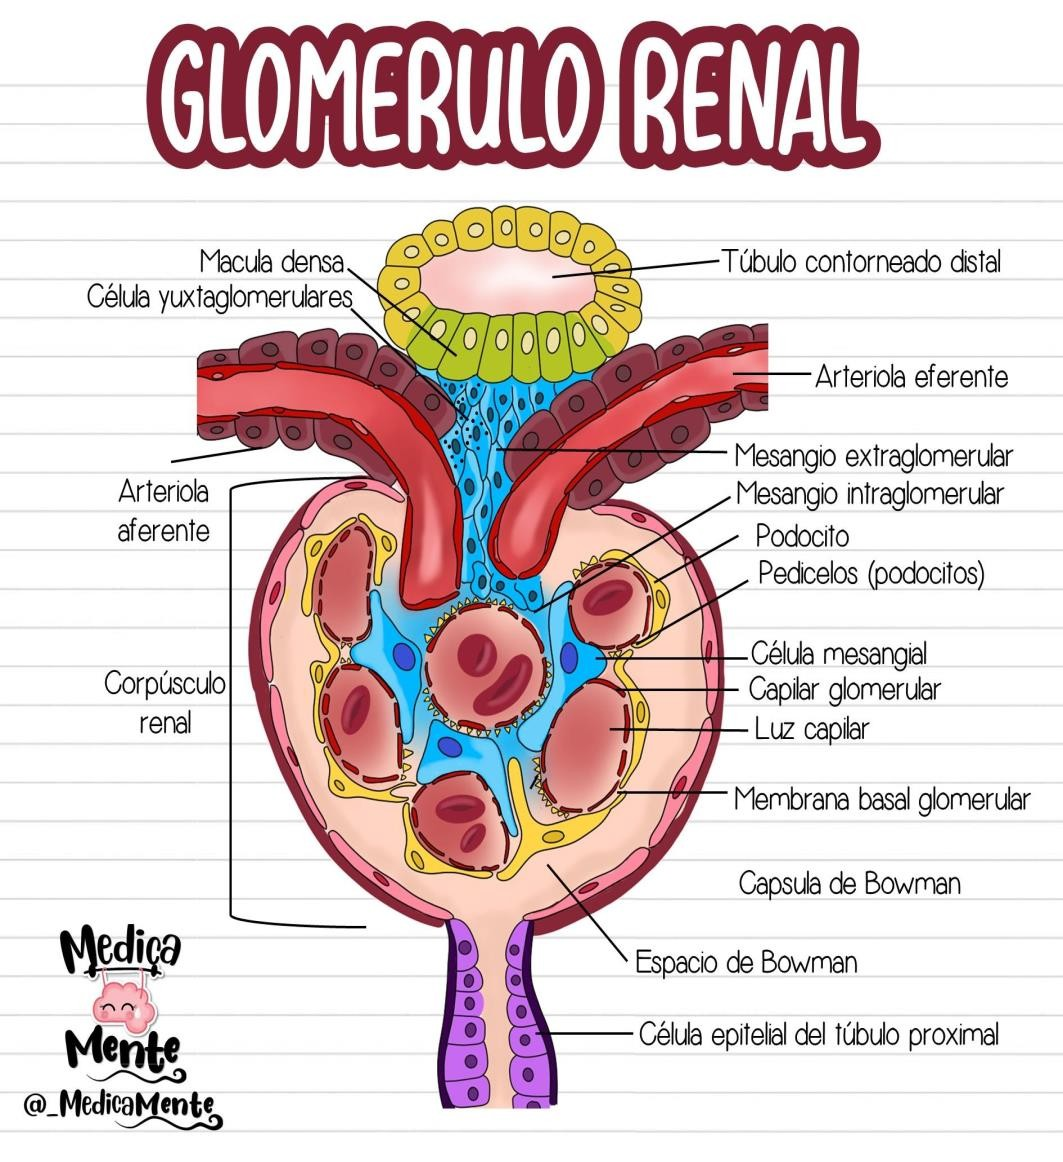 GLOMERULO RENAL
Macula densa
Célula yuxtaglomerulares
Túbulo contorneado distal
Arteriola eferente
Mesangio extraglomerular
Mesangio intraglomerular
Arteriola
aferente
Podocito
Pedicelos (podocitos)
Célula mesangial
Capilar glomerular
Corpúsculo
renal
Luz capilar
Membrana basal glomerular
Capsula de Bowman
Espacio de Bowman
Célula epitelial del túbulo proximal
Medica
Mente
@_MedicaMente